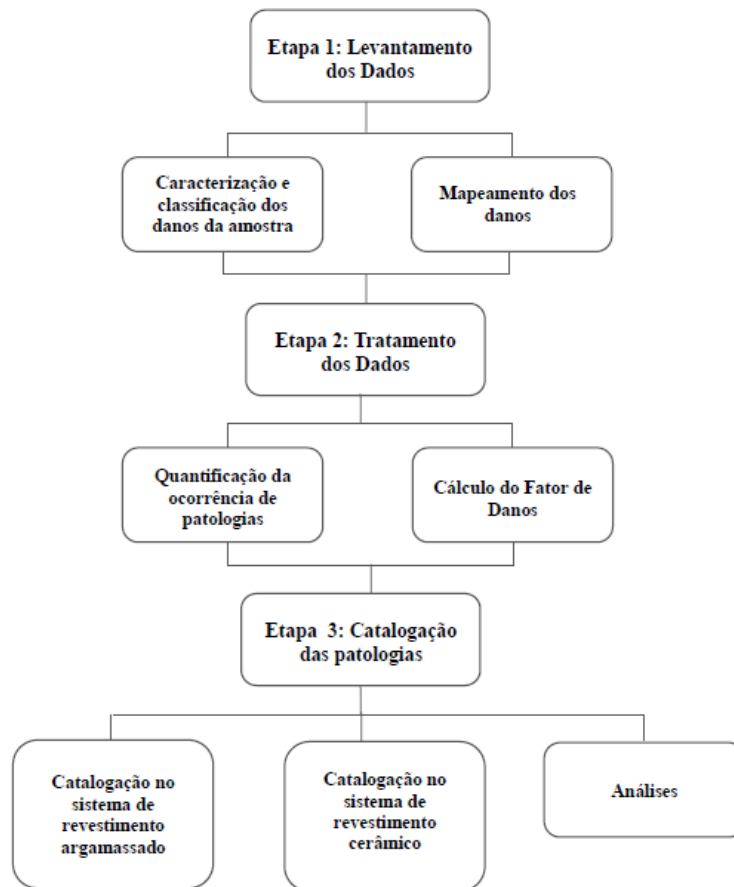 Etapa 1: Levantamento
dos Dados
Caracterização e
classificação dos
danos da amostra
Mapeamento dos
danos
Etapa 2: Tratamento
dos Dados
Quantificação da
ocorrência de
patologias
Cálculo do Fator de
Danos
Etapa 3: Catalogação
das patologias
Catalogação no
sistema de
revestimento
argamassado
Catalogação no
sistema de
revestimento
cerâmico
Análises